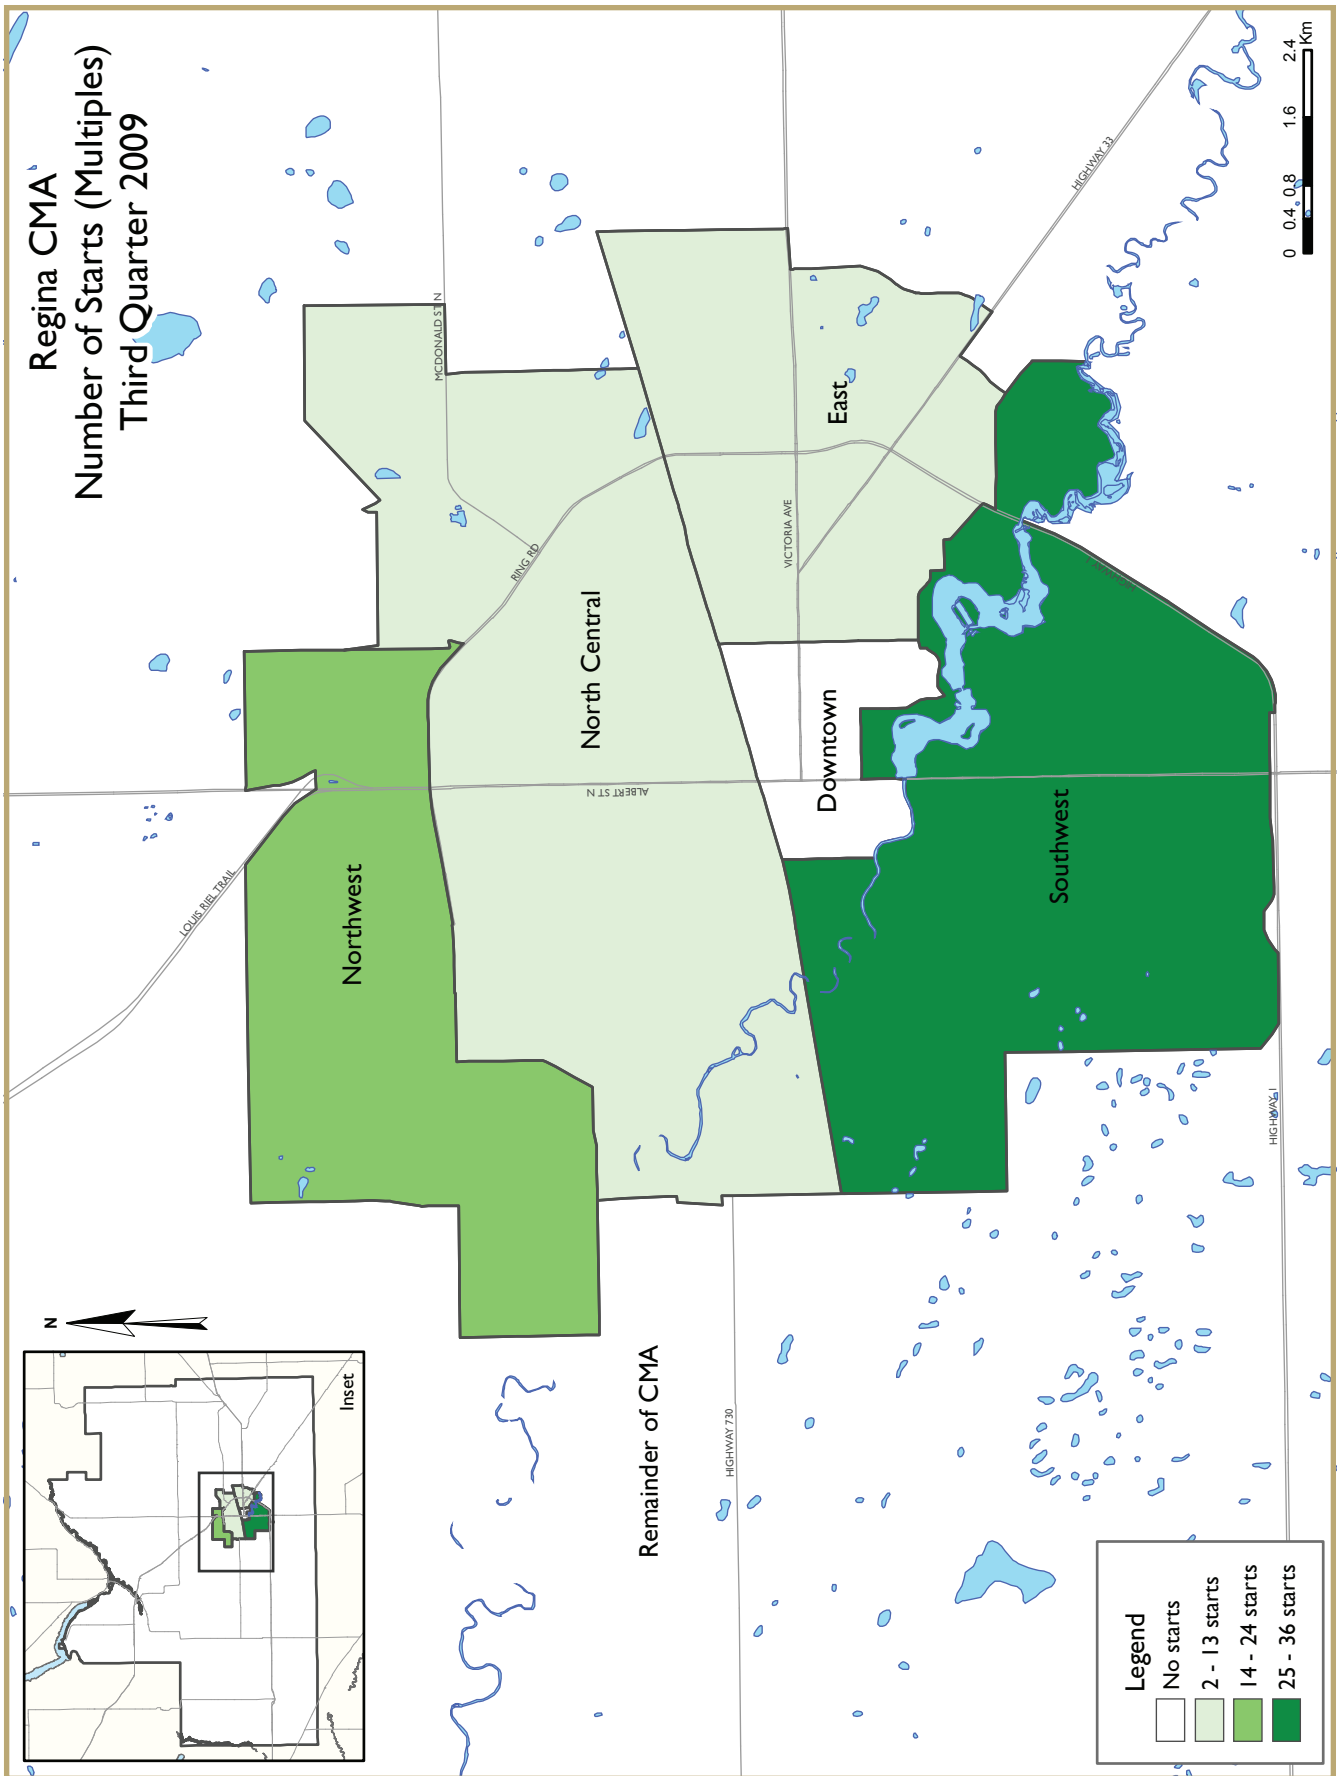 Regina CMA
Number of Starts (Multiples)
Third Quarter 2009
N
Inset
LOUIS RIEL TRAIL
MCDONALD ST N
RING RD
ALBERT ST N
VICTORIA AVE
HIGHWAY 33
HIGHWAY 1
HIGHWAY 1
HIGHWAY 730
Northwest
North Central
East
Downtown
Southwest
Remainder of CMA
Legend
No starts
2 - 13 starts
14 - 24 starts
25 - 36 starts
0 0.4 0.8 1.6 2.4
Km